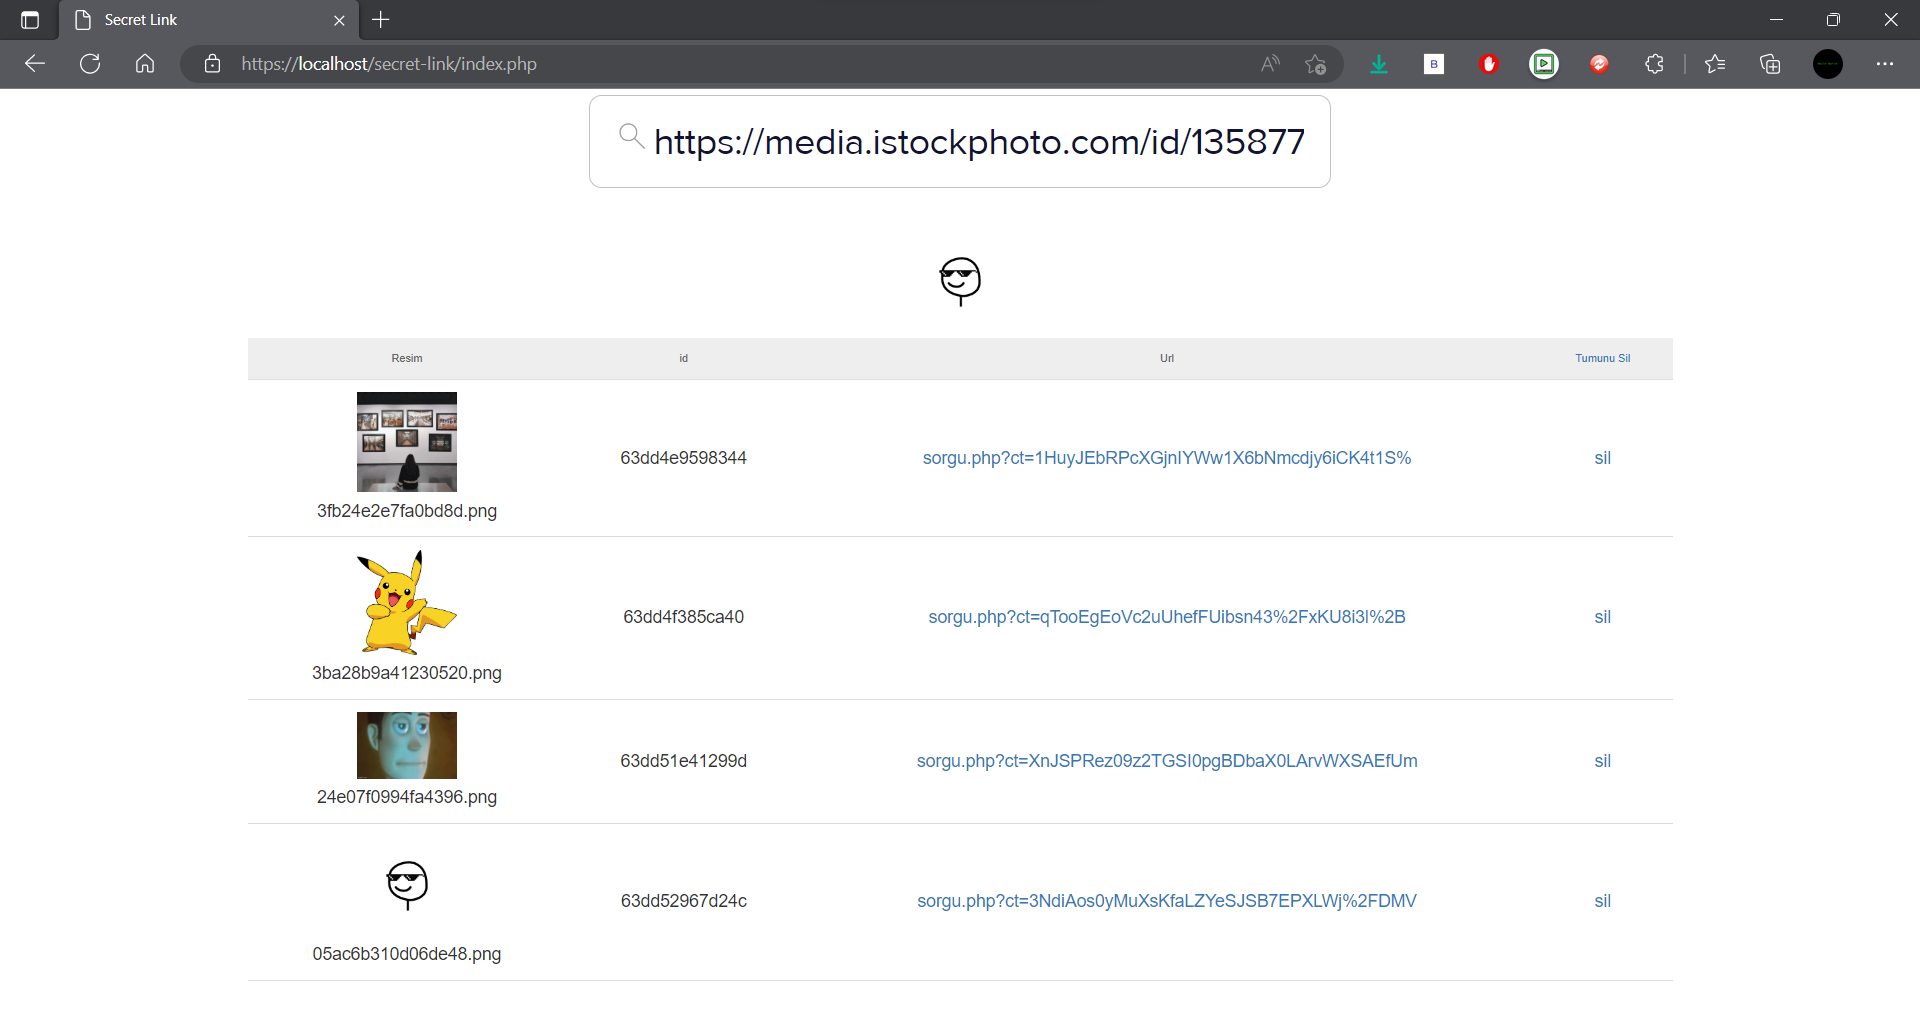 Secret Link
https://localhost/secret-link/index.php
https://media.istockphoto.com/id/135877
Resim id Url Tumunu Sil
63dd4e9598344 sorgu.php?ct=1HuyJEbRPcXGjnIYWw1X6bNmcdjy6iCK4t1S% sil
3fb24e2e7fa0bd8d.png
63dd4f385ca40 sorgu.php?ct=qTooEgEoVc2uUhefFUibsn43%2FxKU8i3l%2B sil
3ba28b9a41230520.png
63dd51e41299d sorgu.php?ct=XnJSPRez09z2TGSI0pgBDbaX0LArvWXSAEfUm sil
24e07f0994fa4396.png
63dd52967d24c sorgu.php?ct=3NdiAos0yMuXsKfaLZYeSJSB7EPXLWj%2FDMV sil
05ac6b310d06de48.png